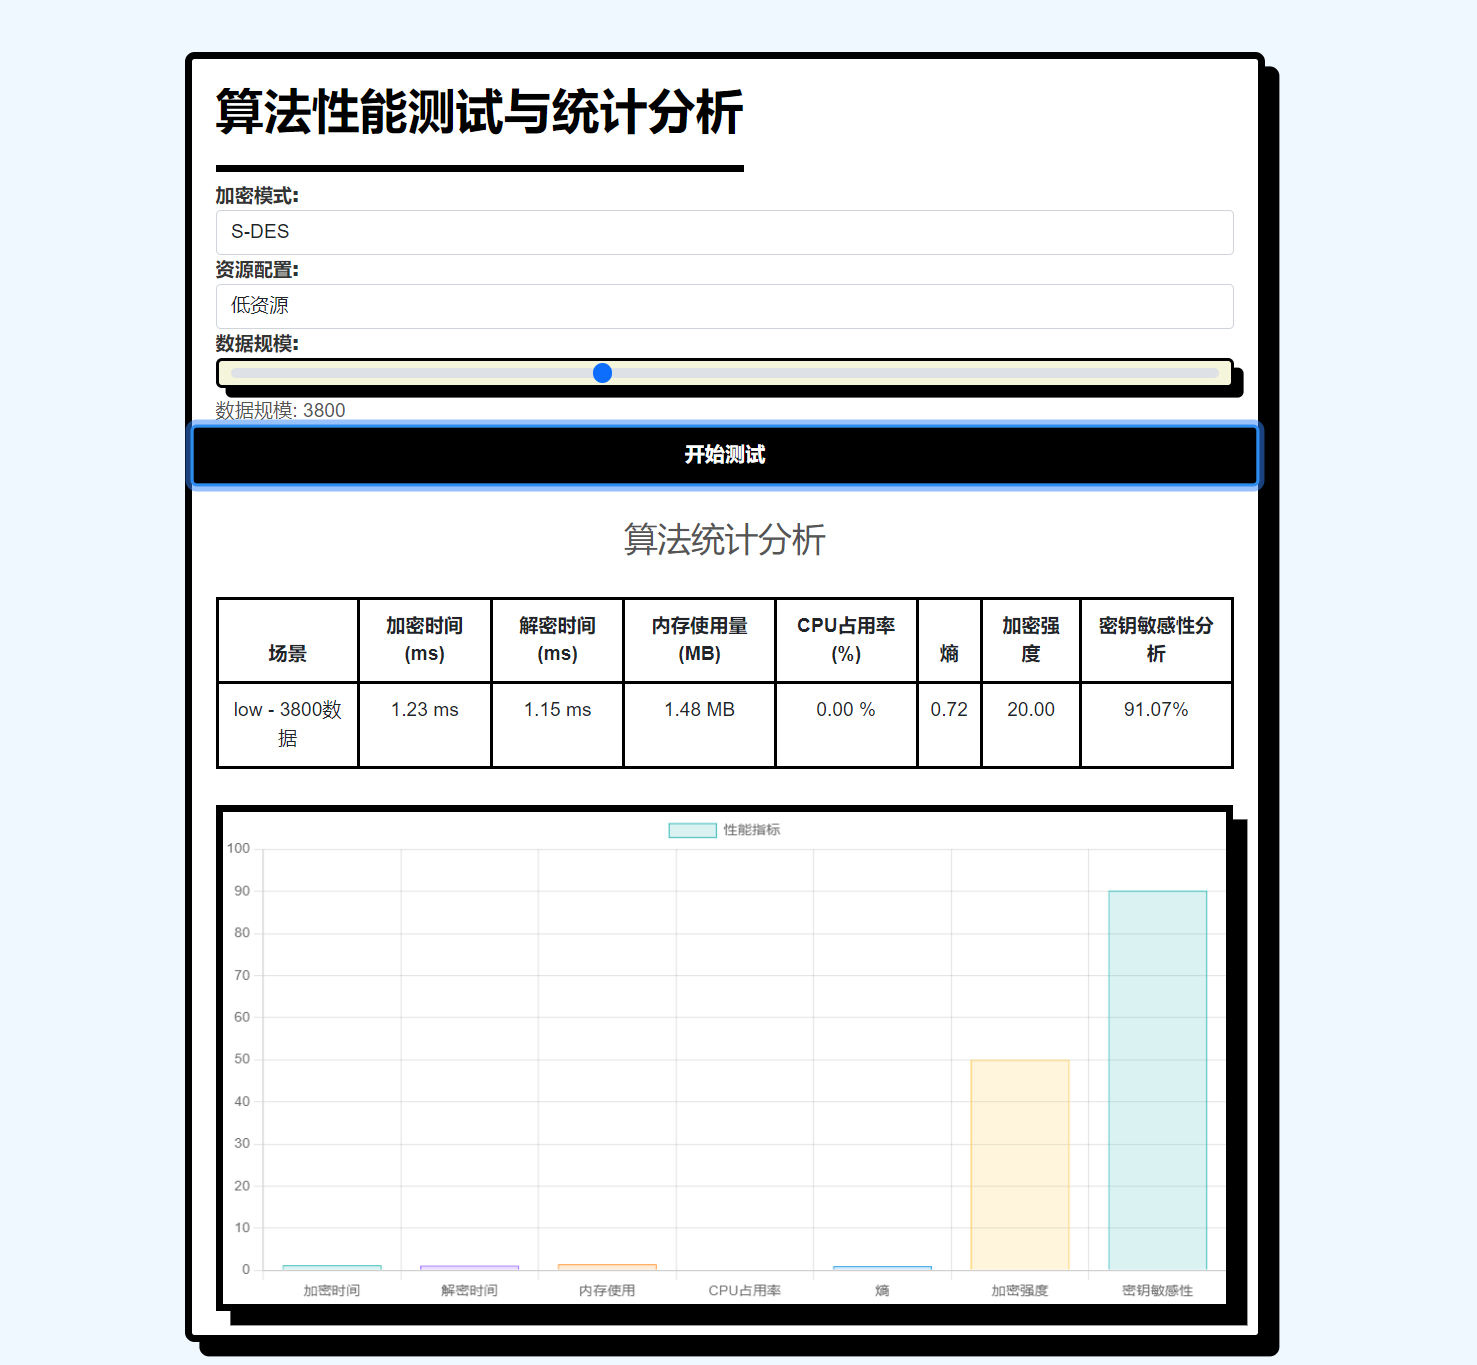 算法性能测试与统计分析
加密模式:
S-DES
资源配置:
低资源
数据规模:
数据规模: 3800
开始测试
算法统计分析
场景 加密时间 (ms) 解密时间 (ms) 内存使用量 (MB) CPU占用率 (%) 熵 加密强度 密钥敏感性分析
low - 3800数据 1.23 ms 1.15 ms 1.48 MB 0.00 % 0.72 20.00 91.07%
性能指标
100
90
80
70
60
50
40
30
20
10
0
加密时间 解密时间 内存使用 CPU占用率 熵 加密强度 密钥敏感性